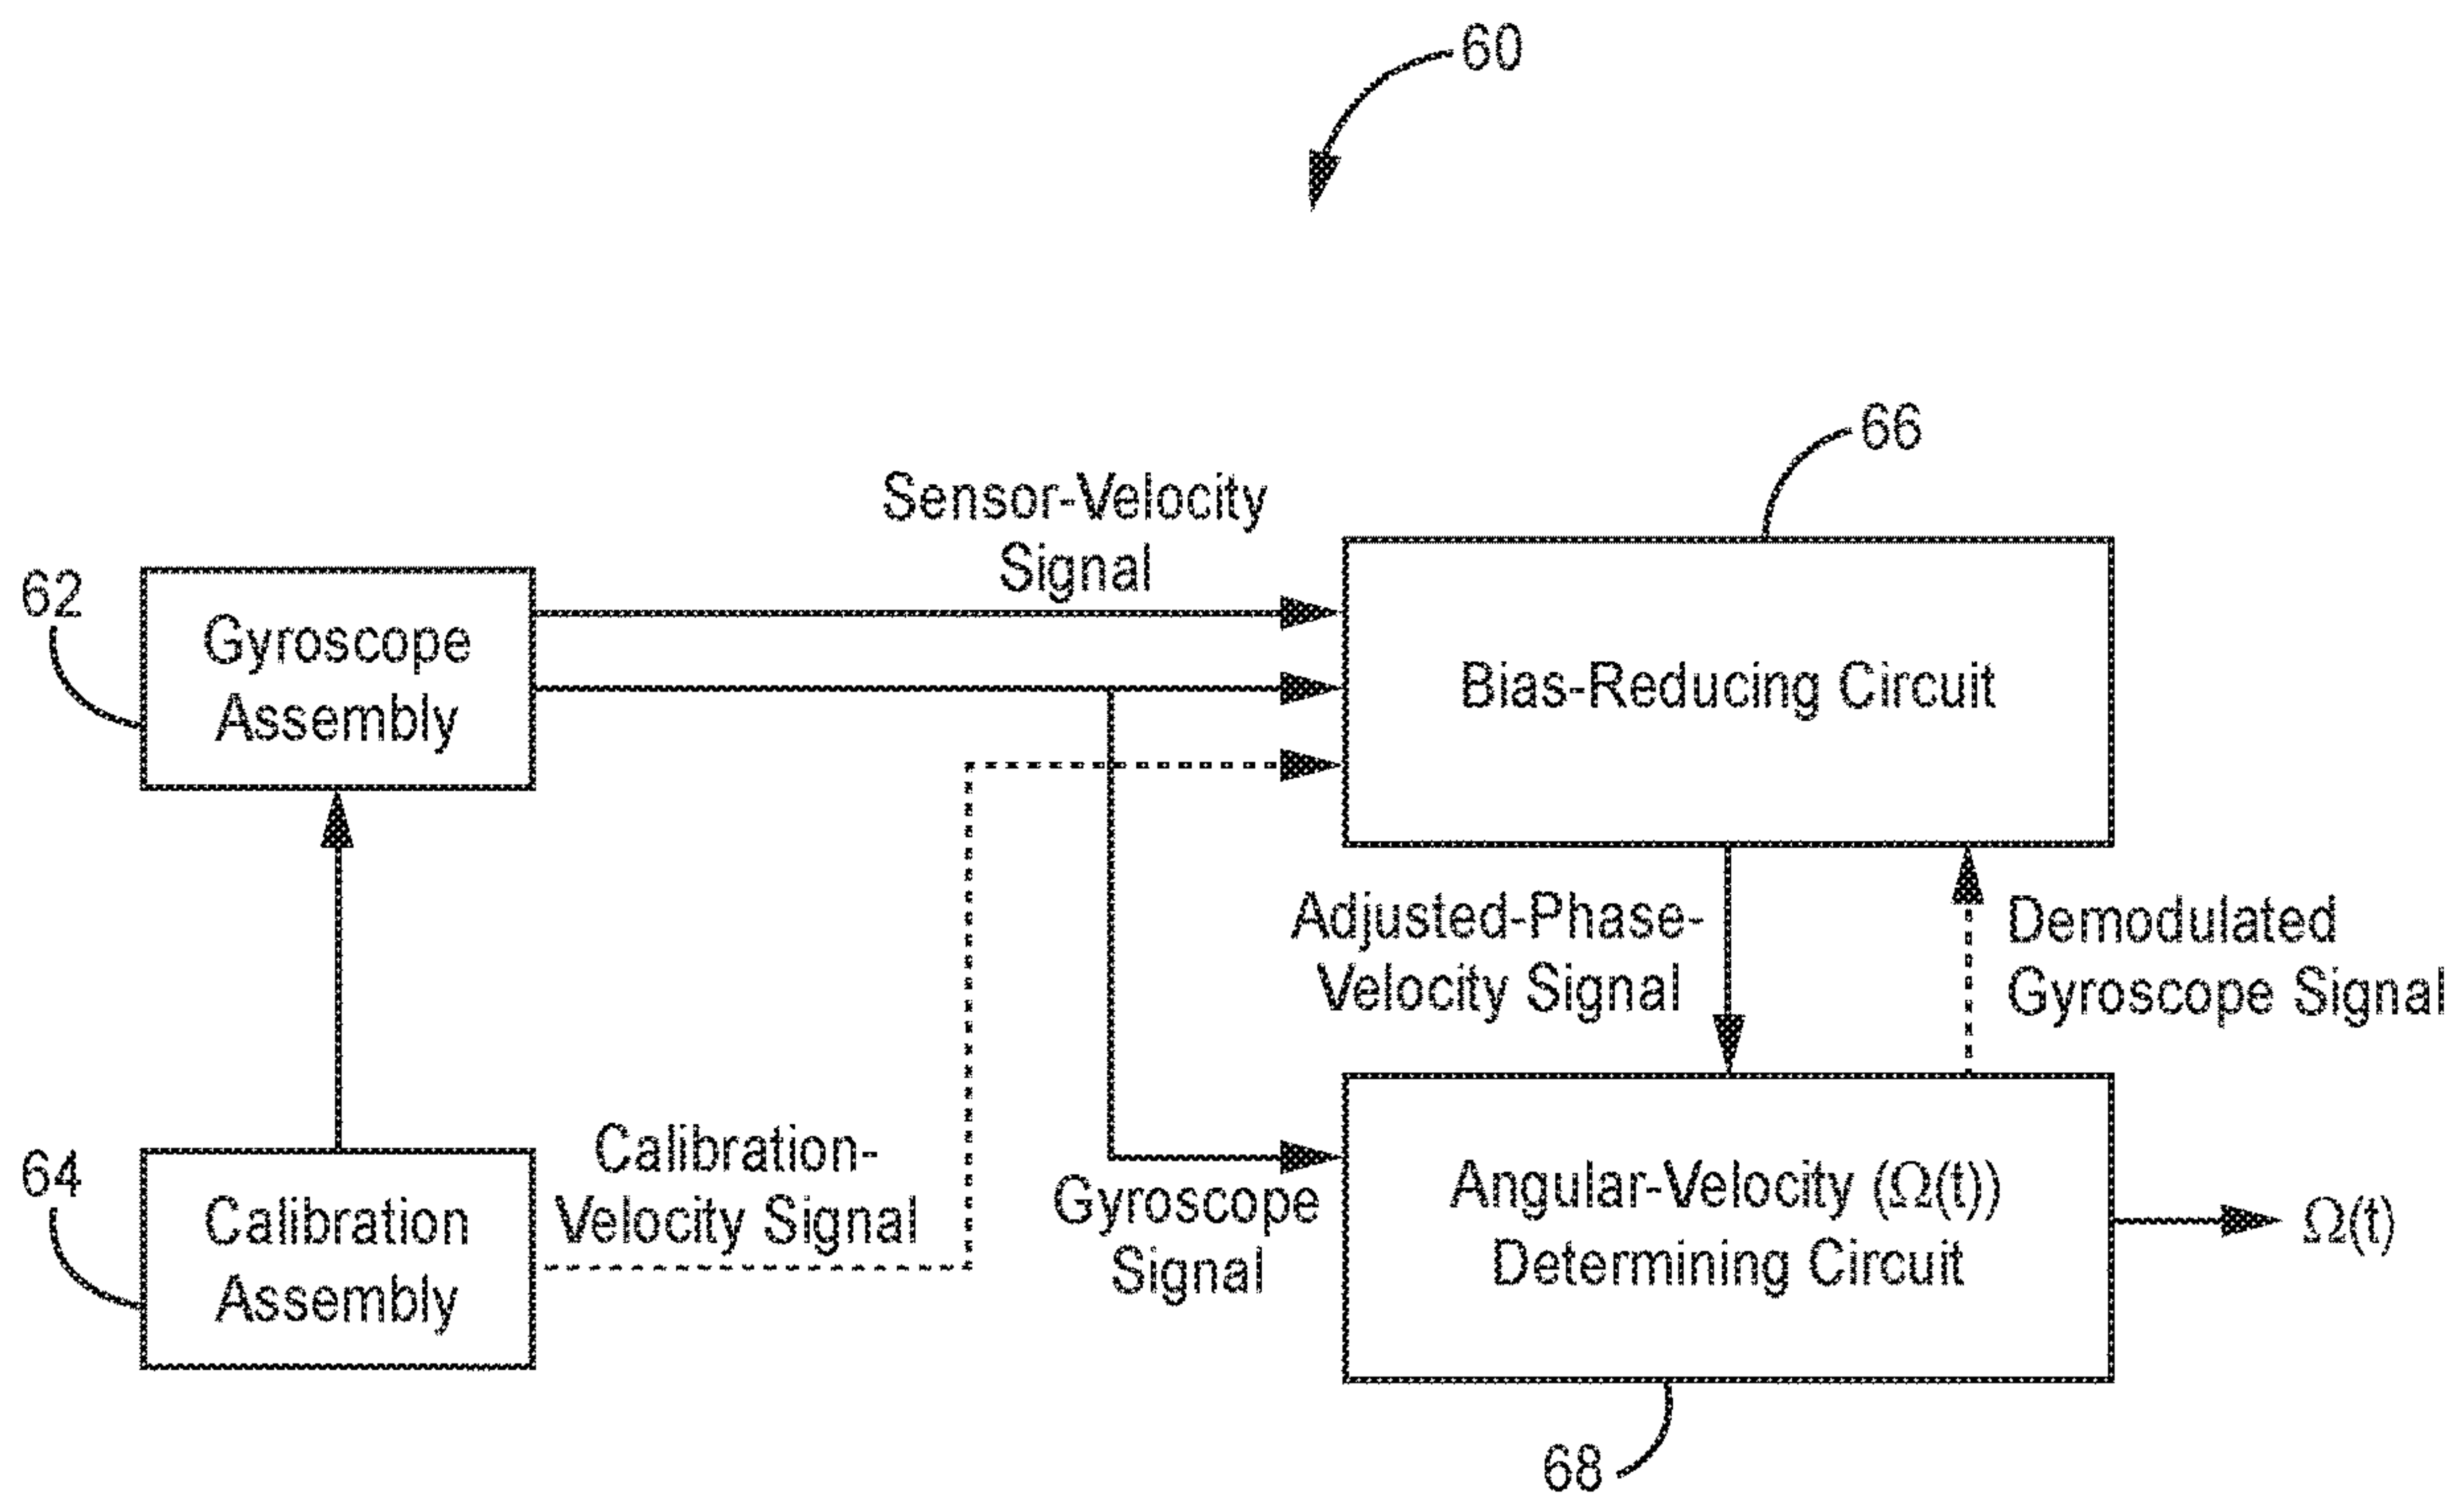 60
66
Sensor-Velocity
Signal
62
Gyroscope
Assembly
Bias-Reducing Circuit
Adjusted-Phase-
Velocity Signal
Demodulated
Gyroscope Signal
64
Calibration
Assembly
Calibration-
Velocity Signal
Gyroscope
Signal
Angular-Velocity (Ω(t))
Determining Circuit
Ω(t)
68